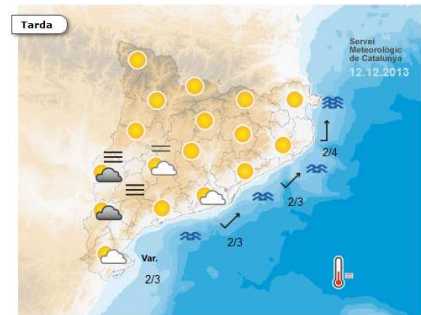 Tarda
Servei
Meteorològic
de Catalunya
12.12.2013
2/4
2/3
2/3
Var.
2/3